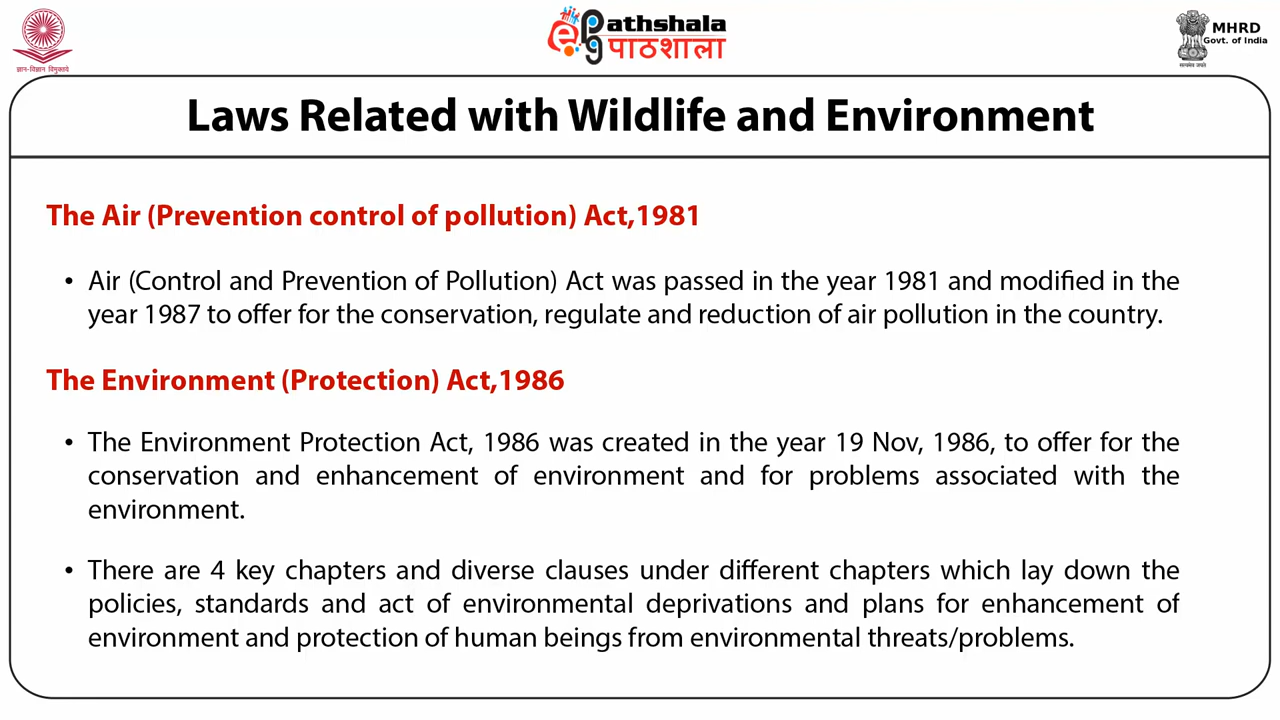 ज्ञान-विज्ञान विमुक्तये
epgathshala
पाठशाला
सत्यमेव जयते
MHRD
Govt. of India
Laws Related with Wildlife and Environment
The Air (Prevention control of pollution) Act,1981
• Air (Control and Prevention of Pollution) Act was passed in the year 1981 and modified in the
year 1987 to offer for the conservation, regulate and reduction of air pollution in the country.
The Environment (Protection) Act,1986
• The Environment Protection Act, 1986 was created in the year 19 Nov, 1986, to offer for the
conservation and enhancement of environment and for problems associated with the
environment.
• There are 4 key chapters and diverse clauses under different chapters which lay down the
policies, standards and act of environmental deprivations and plans for enhancement of
environment and protection of human beings from environmental threats/problems.